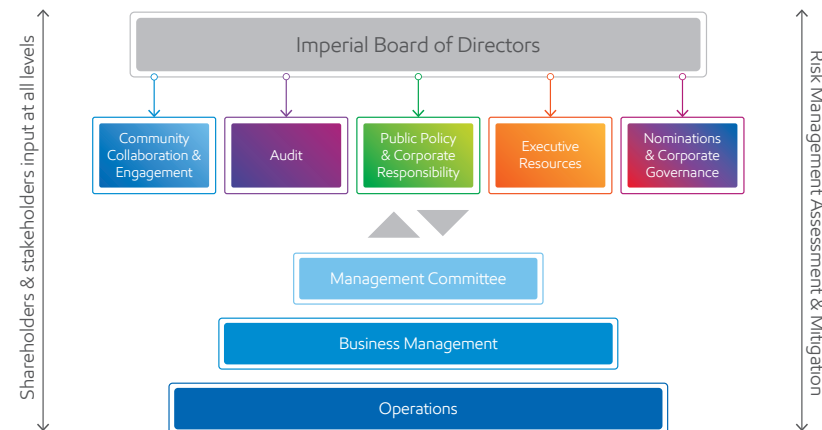 Imperial Board of Directors
Shareholders & stakeholders input at all levels
Risk Management Assessment & Mitigation
Community
Collaboration &
Engagement
Audit
Public Policy
& Corporate
Responsibility
Executive
Resources
Nominations
& Corporate
Governance
Management Committee
Business Management
Operations